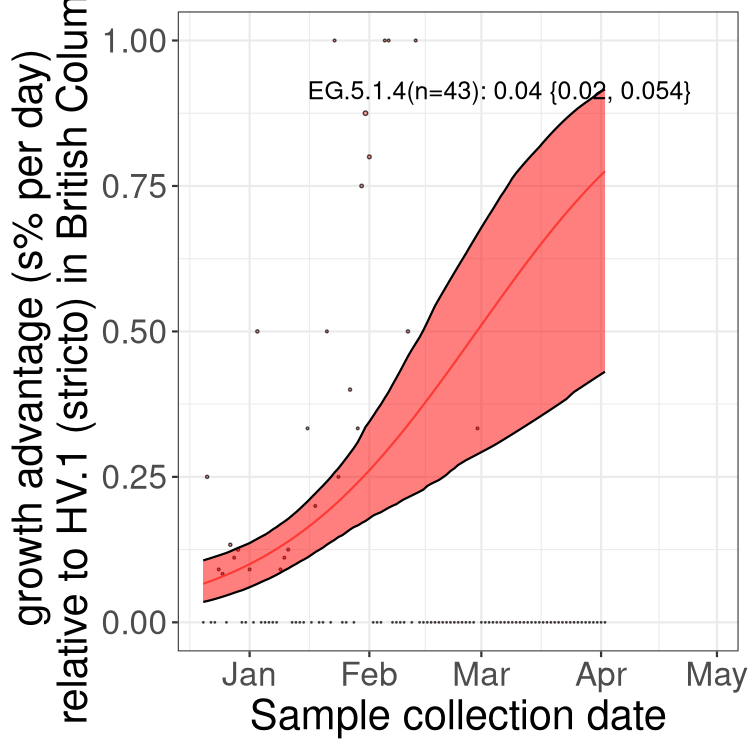 growth advantage (s% per day)
relative to HV.1 (stricto) in British Colum
1.00
0.75
0.50
0.25
0.00
EG.5.1.4(n=43): 0.04 {0.02, 0.054}
Jan Feb Mar Apr May
Sample collection date